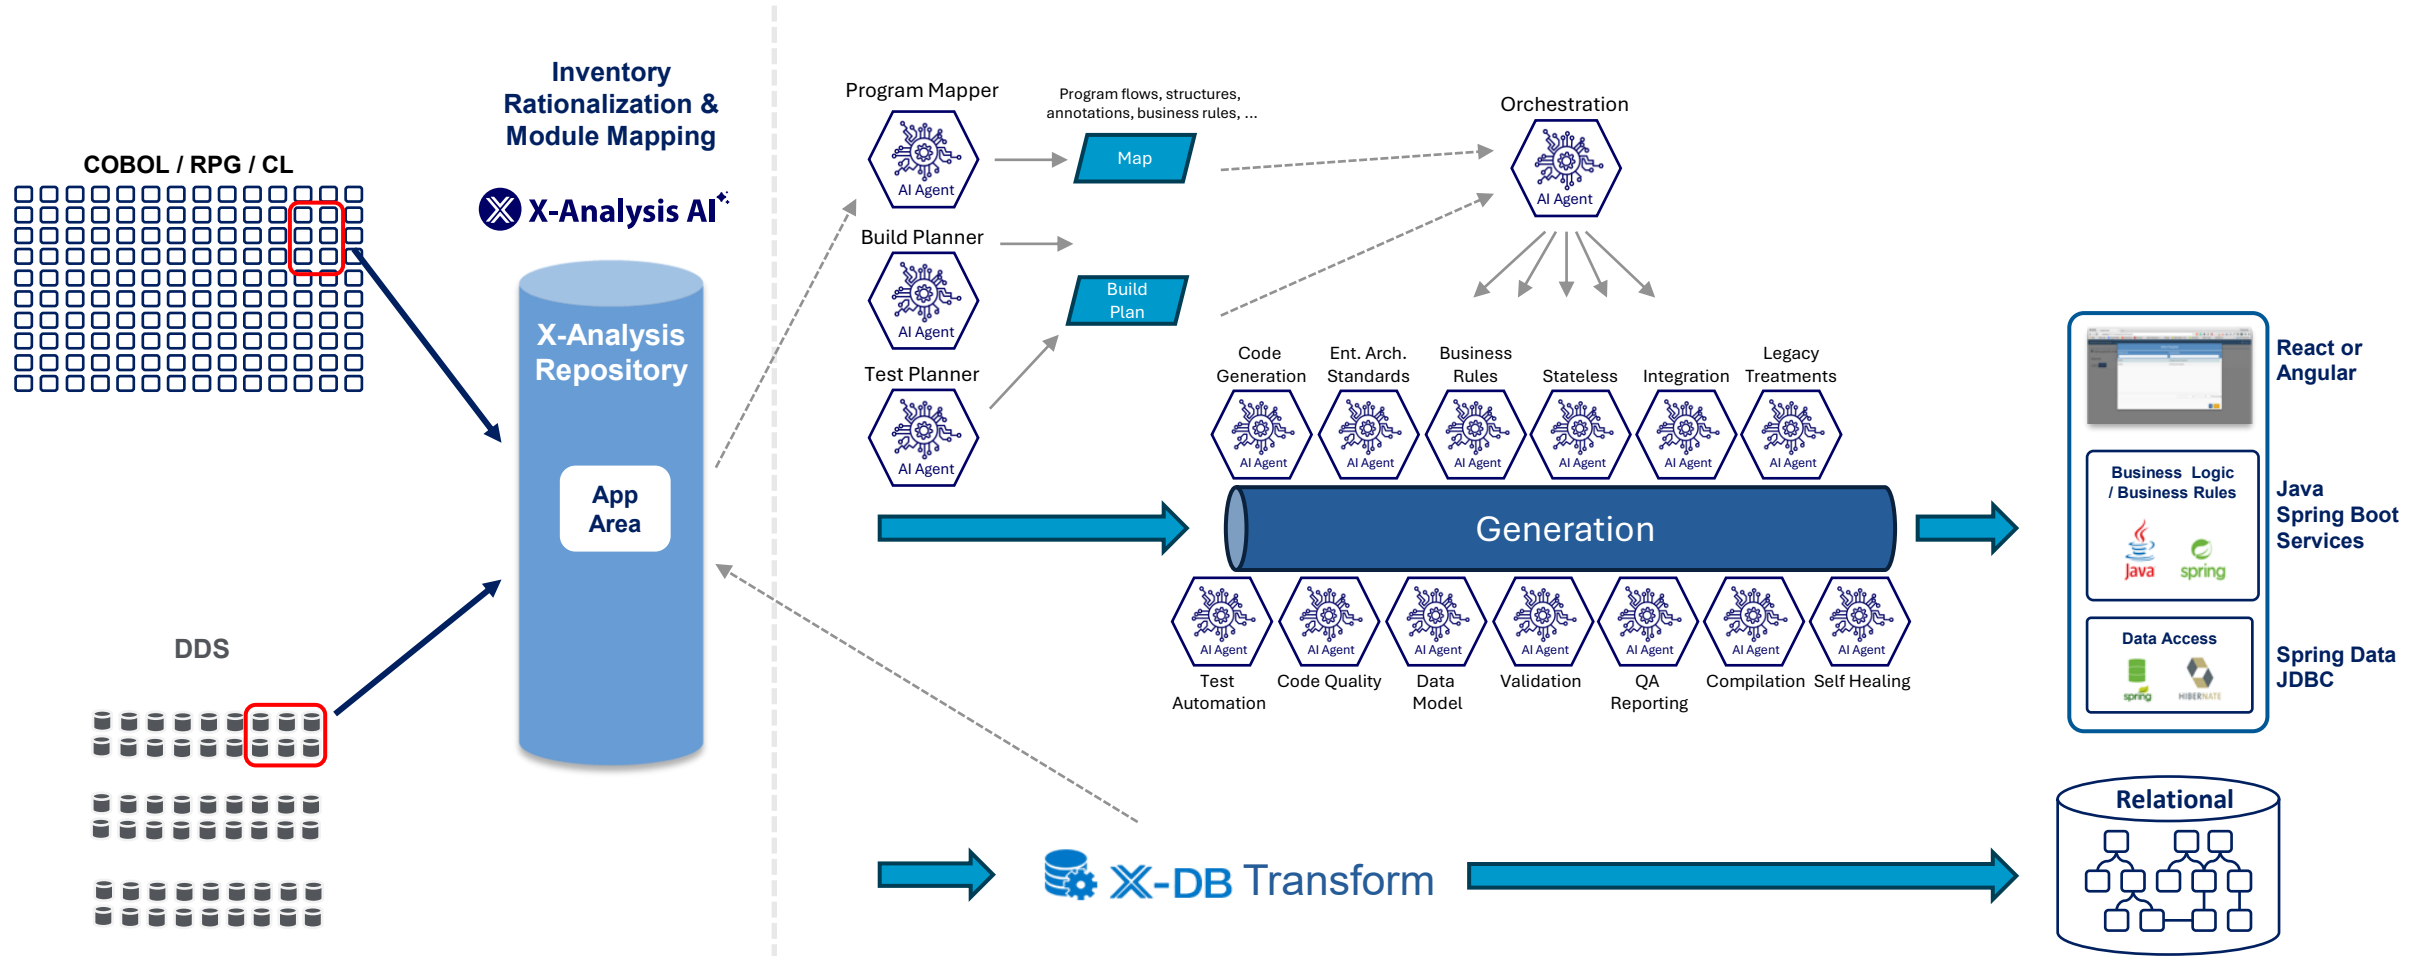 COBOL / RPG / CL
DDS
Inventory
Rationalization &
Module Mapping
X-Analysis AI
X-Analysis
Repository
App
Area
Program Mapper
AI Agent
Build Planner
AI Agent
Test Planner
AI Agent
Program flows, structures,
annotations, business rules, ...
Map
Build
Plan
Orchestration
AI Agent
Code
Generation
Ent. Arch.
Standards
Business
Rules
Stateless
Integration
Legacy
Treatments
AI Agent
AI Agent
AI Agent
AI Agent
AI Agent
AI Agent
Generation
AI Agent
AI Agent
AI Agent
AI Agent
AI Agent
AI Agent
AI Agent
Test
Automation
Code Quality
Data
Model
Validation
QA
Reporting
Compilation
Self Healing
X-DB Transform
React or
Angular
Business Logic
/ Business Rules
Java
spring
Java
Spring Boot
Services
Data Access
spring
HIBERNATE
Spring Data
JDBC
Relational